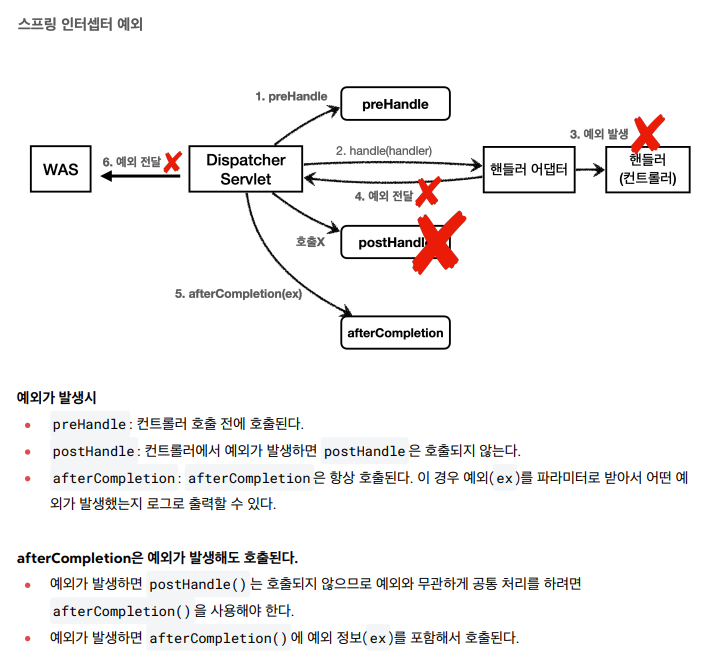 스프링 인터셉터 예외
1. preHandle
preHandle
WAS
6. 예외 전달
Dispatcher
Servlet
2. handle(handler)
4. 예외 전달
핸들러 어댑터
3. 예외 발생
핸들러
(컨트롤러)
호출X
postHandle
5. afterCompletion(ex)
afterCompletion
예외가 발생시
• preHandle : 컨트롤러 호출 전에 호출된다.
• postHandle : 컨트롤러에서 예외가 발생하면 postHandle 은 호출되지 않는다.
• afterCompletion : afterCompletion 은 항상 호출된다. 이 경우 예외( ex )를 파라미터로 받아서 어떤 예
외가 발생했는지 로그로 출력할 수 있다.
afterCompletion은 예외가 발생해도 호출된다.
• 예외가 발생하면 postHandle() 는 호출되지 않으므로 예외와 무관하게 공통 처리를 하려면
afterCompletion() 을 사용해야 한다.
• 예외가 발생하면 afterCompletion() 에 예외 정보( ex )를 포함해서 호출된다.